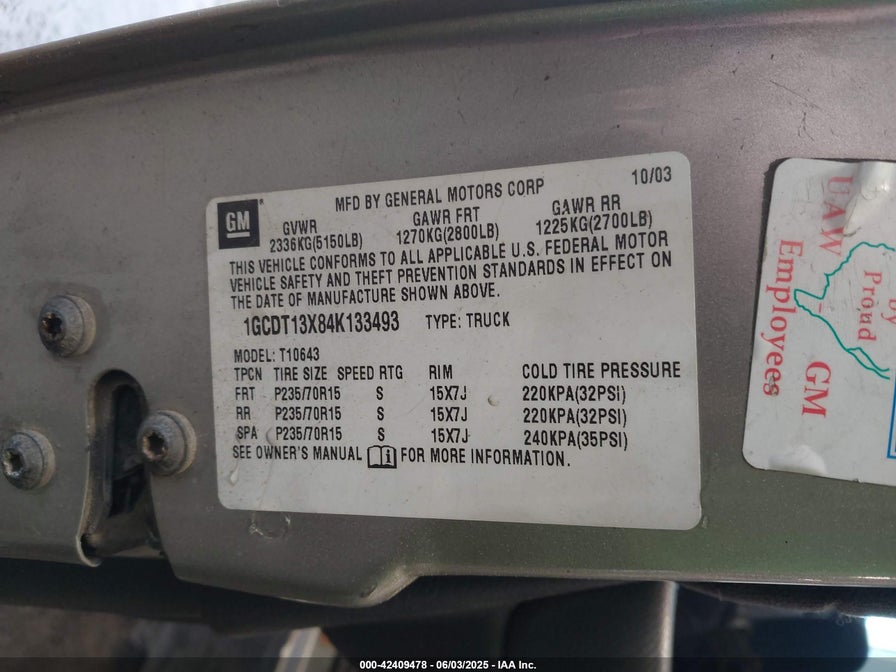 10/03
GM
MFD BY GENERAL MOTORS CORP
GVWR GAWR FRT GAWR RR
2336KG(5150LB) 1270KG(2800LB) 1225KG(2700LB)
THIS VEHICLE CONFORMS TO ALL APPLICABLE U.S. FEDERAL MOTOR
VEHICLE SAFETY AND THEFT PREVENTION STANDARDS IN EFFECT ON
THE DATE OF MANUFACTURE SHOWN ABOVE.
1GCDT13X84K133493 TYPE: TRUCK
MODEL: T10643
TPCN TIRE SIZE SPEED RTG RIM COLD TIRE PRESSURE
FRT P235/70R15 S 15X7J 220KPA(32PSI)
RR P235/70R15 S 15X7J 220KPA(32PSI)
SPA P235/70R15 S 15X7J 240KPA(35PSI)
SEE OWNER'S MANUAL FOR MORE INFORMATION.
by
Proud
UAW GM
Employees
000-42409478 - 06/03/2025 - IAA Inc.